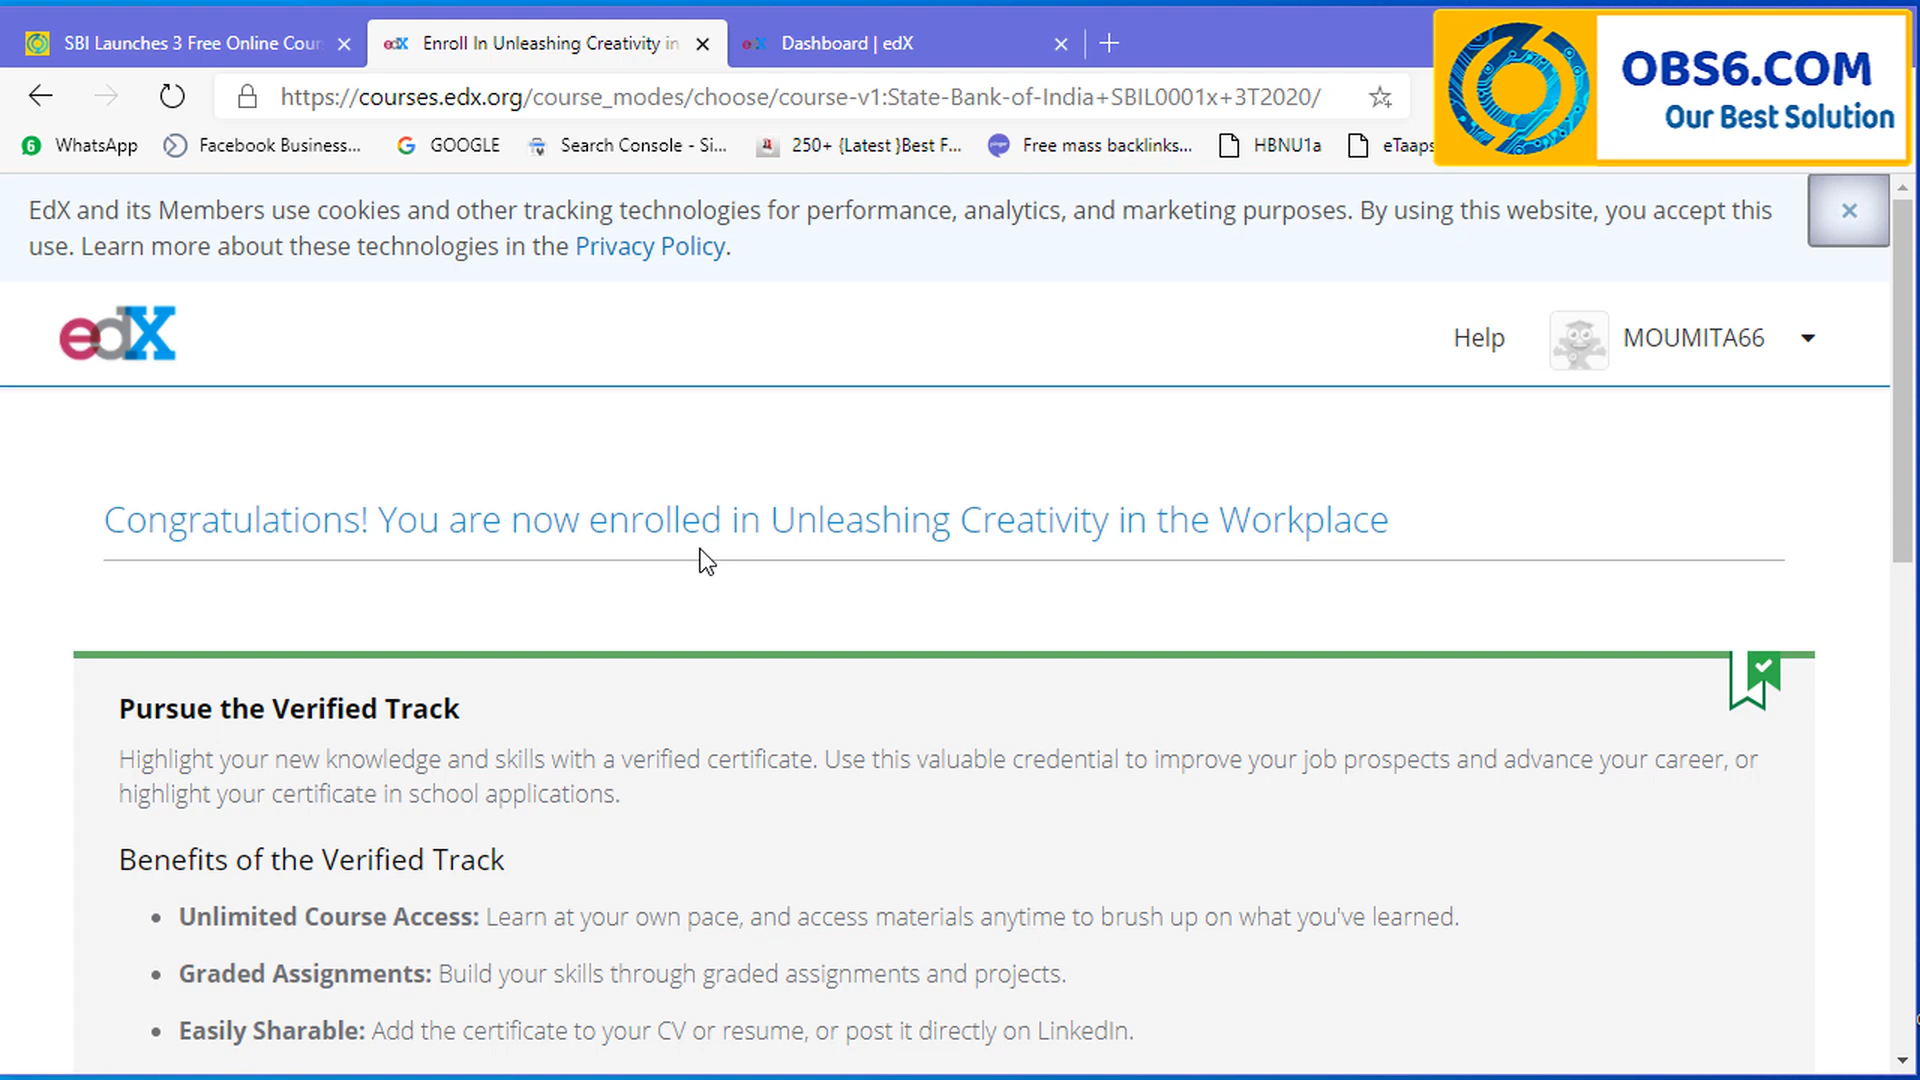 SBI Launches 3 Free Online Cour
edX Enroll In Unleashing Creativity in
Dashboard | edX
OBS6.COM
Our Best Solution
https://courses.edx.org/course_modes/choose/course-v1:State-Bank-of-India+SBIL0001x+3T2020/
6 WhatsApp Facebook Business... G GOOGLE Search Console - Si... 250+ {Latest }Best F... Free mass backlinks... HBNU1a eTaaps
EdX and its Members use cookies and other tracking technologies for performance, analytics, and marketing purposes. By using this website, you accept this
use. Learn more about these technologies in the Privacy Policy.
edX Help MOUMITA66
Congratulations! You are now enrolled in Unleashing Creativity in the Workplace
Pursue the Verified Track
Highlight your new knowledge and skills with a verified certificate. Use this valuable credential to improve your job prospects and advance your career, or
highlight your certificate in school applications.
Benefits of the Verified Track
• Unlimited Course Access: Learn at your own pace, and access materials anytime to brush up on what you've learned.
• Graded Assignments: Build your skills through graded assignments and projects.
• Easily Sharable: Add the certificate to your CV or resume, or post it directly on LinkedIn.